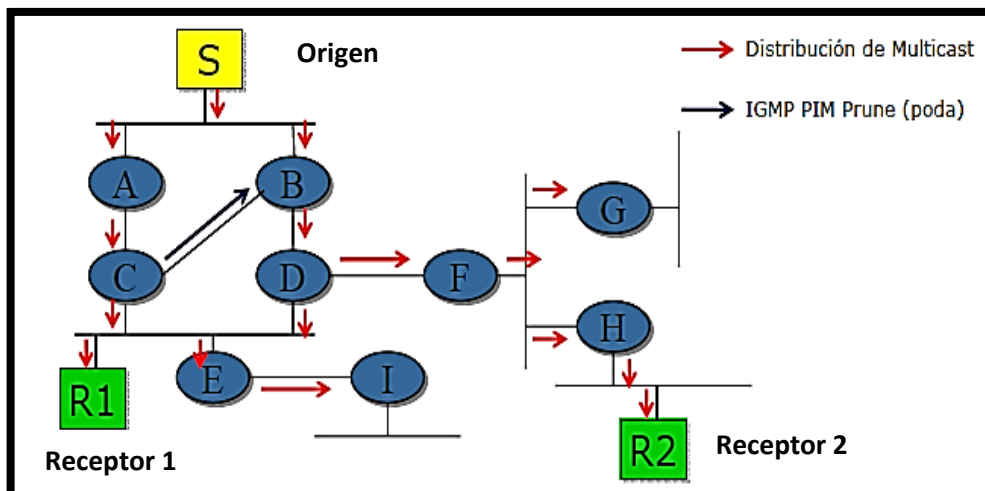 S
Origen
Distribución de Multicast
IGMP PIM Prune (poda)
A
B
G
C
D
F
H
E
I
R1
R2
Receptor 1
Receptor 2